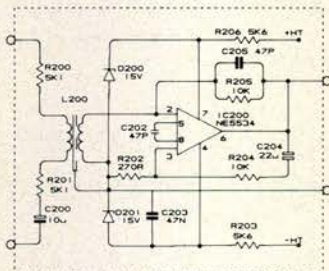 R206 5K6
+HT
C205 47P
R200
5K1
D200
15V
R205
10K
L200
2
7
IC200
NE5534
5
C202
47P
8
6
3
4
C204
22u
R202
270R
R204
10K
R201
5K1
D201
15V
C203
47N
R203
5K6
C200
10u
-HT